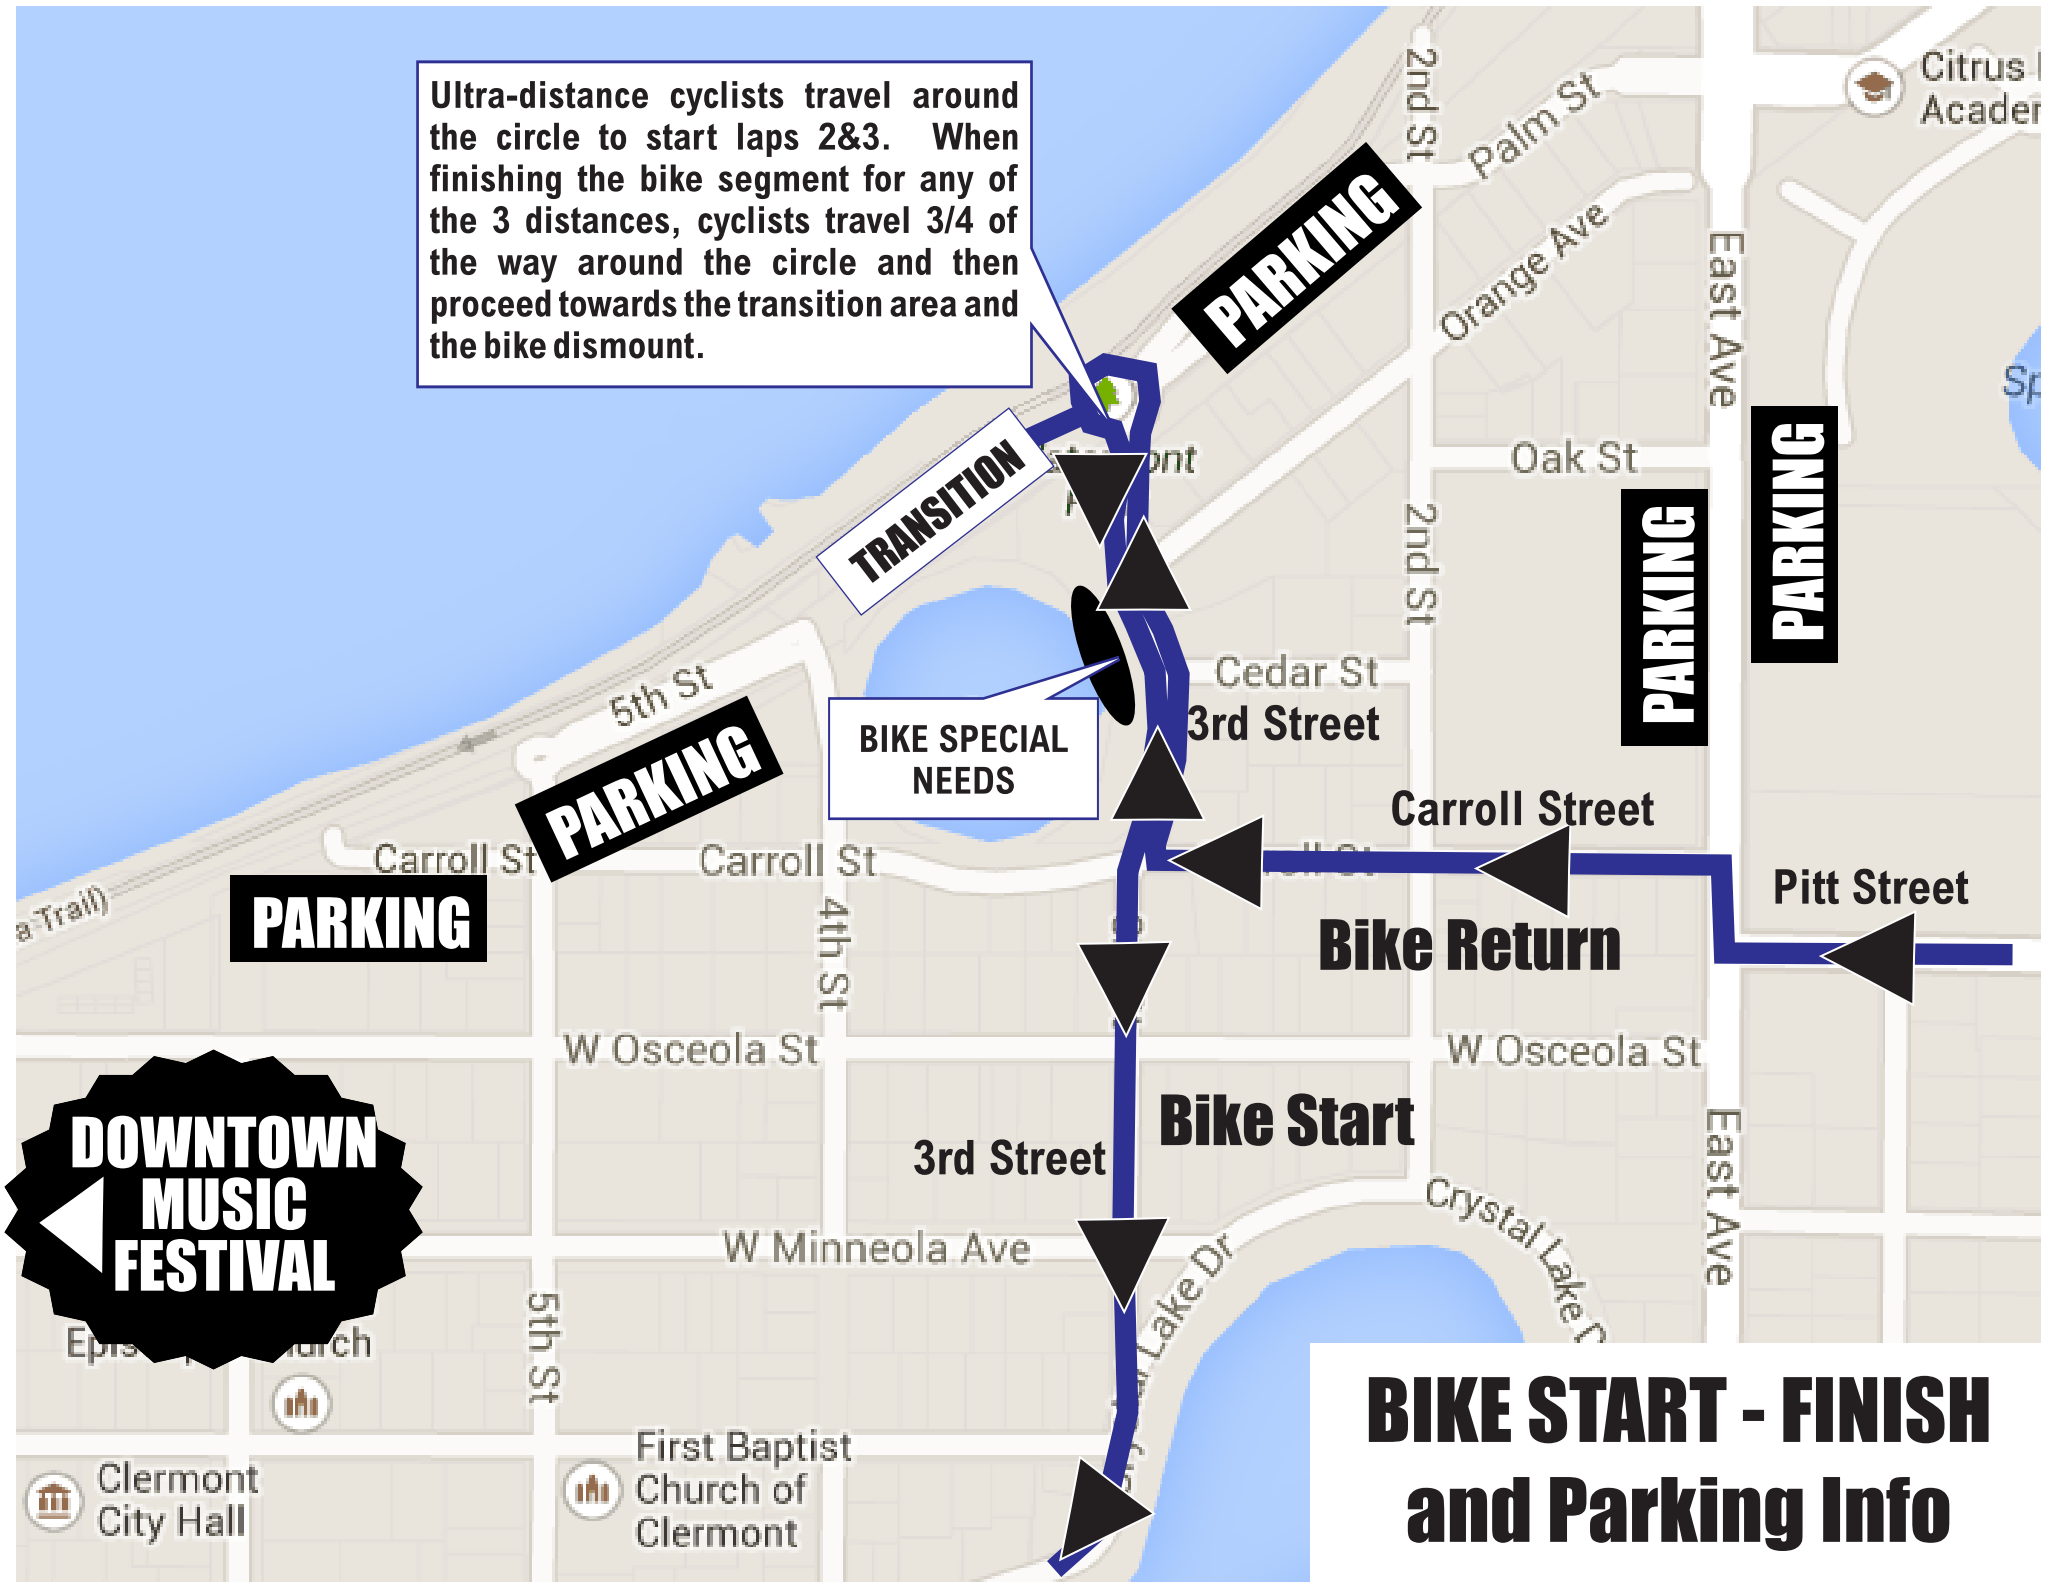 Ultra-distance cyclists travel around
the circle to start laps 2&3. When
finishing the bike segment for any of
the 3 distances, cyclists travel 3/4 of
the way around the circle and then
proceed towards the transition area and
the bike dismount.
2nd St
Palm St
Citrus
PARKING
Orange Ave
East Ave
TRANSITION
Oak St
PARKING
PARKING
2nd St
5th St
Cedar St
3rd Street
BIKE SPECIAL
NEEDS
PARKING
Carroll Street
Carroll St
Carroll St
Pitt Street
PARKING
a Trail)
4th St
Bike Return
W Osceola St
W Osceola St
DOWNTOWN
MUSIC
FESTIVAL
Bike Start
3rd Street
W Minneola Ave
Crystal Lake
Lake Dr
East Ave
5th St
First Baptist
Church of
Clermont
Clermont
City Hall
BIKE START - FINISH
and Parking Info